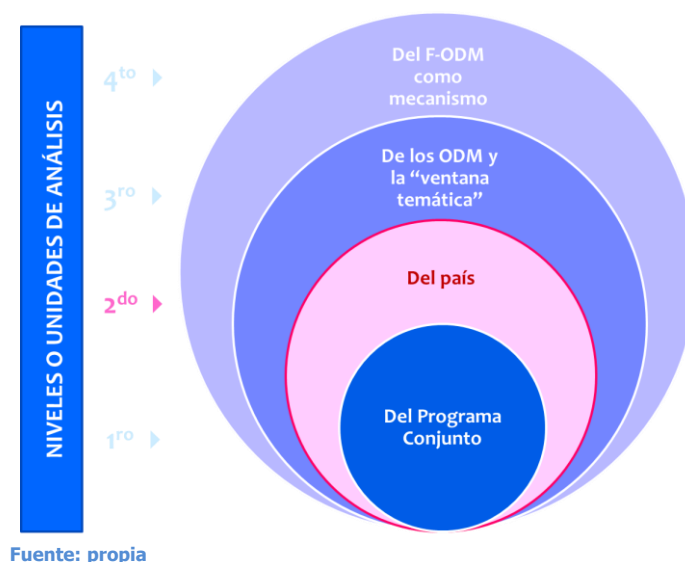 NIVELES O UNIDADES DE ANÁLISIS
4to
Del F-ODM
como
mecanismo
3ro
De los ODM y
la “ventana
temática”
2do
Del país
1ro
Del Programa
Conjunto
Fuente: propia